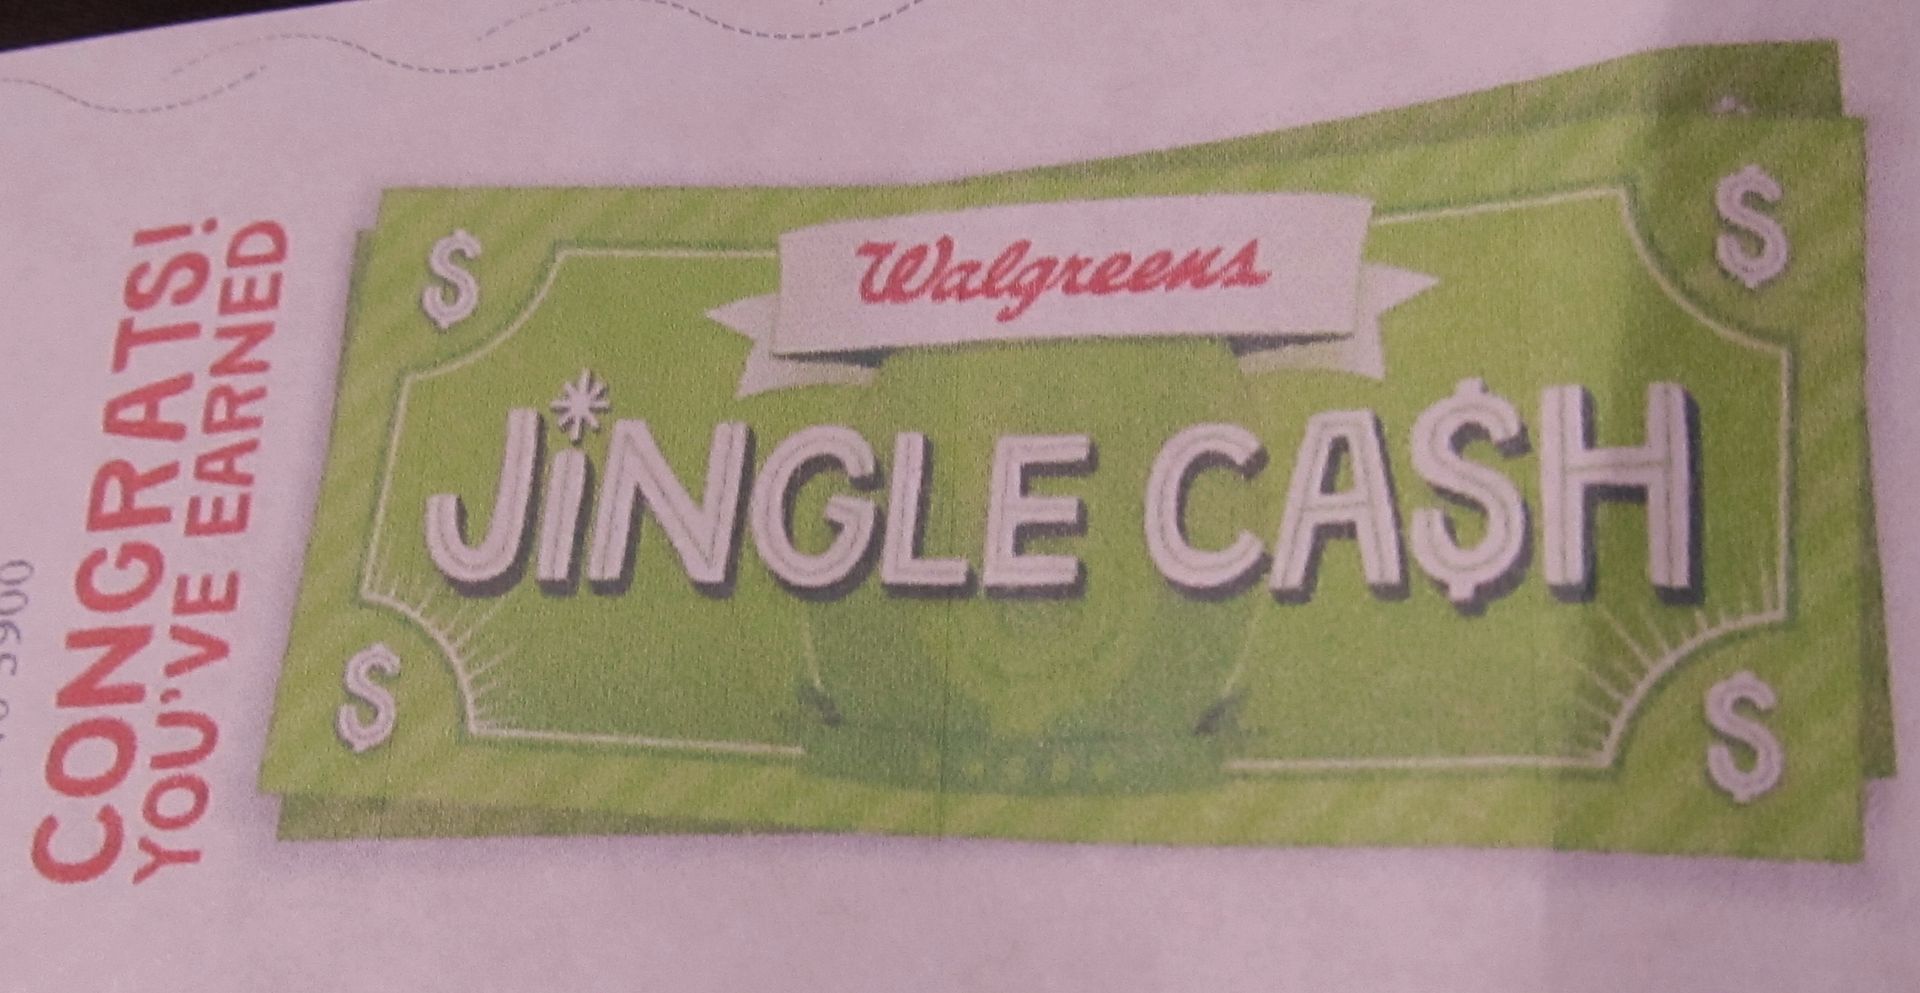 CONGRATS!
YOU'VE EARNED
Walgreens
JiNGLE CA$H
$
$
$
$